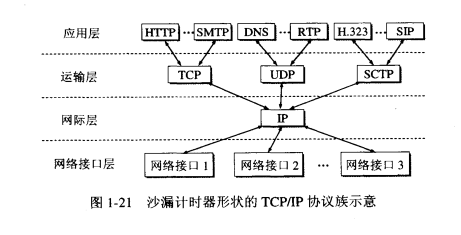 应用层 HTTP ··· SMTP DNS ··· RTP H.323 ··· SIP
运输层 TCP UDP SCTP
网际层 IP
网络接口层 网络接口 1 网络接口 2 ··· 网络接口 3
图 1-21 沙漏计时器形状的 TCP/IP 协议族示意